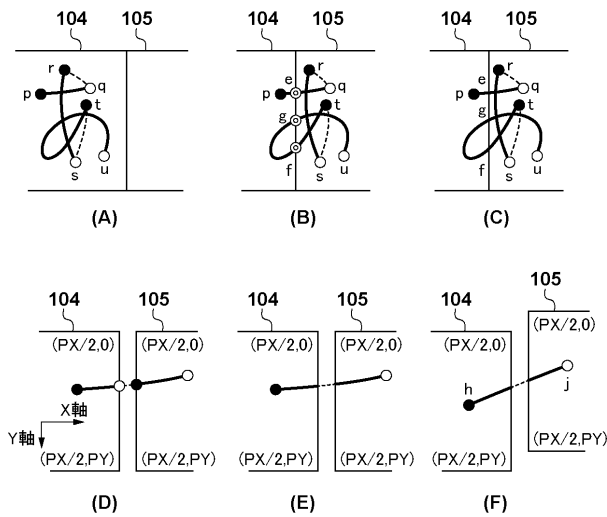 104 105 104 105 104 105
r p q t s u
e r p q g t f s u
e r p q g t f s u
(A) (B) (C)
104 105 104 105 104 105
(PX/2,0) (PX/2,0) (PX/2,0) (PX/2,0) (PX/2,0) (PX/2,0)
h j
X軸
Y軸
(PX/2,PY) (PX/2,PY) (PX/2,PY) (PX/2,PY) (PX/2,PY) (PX/2,PY)
(D) (E) (F)